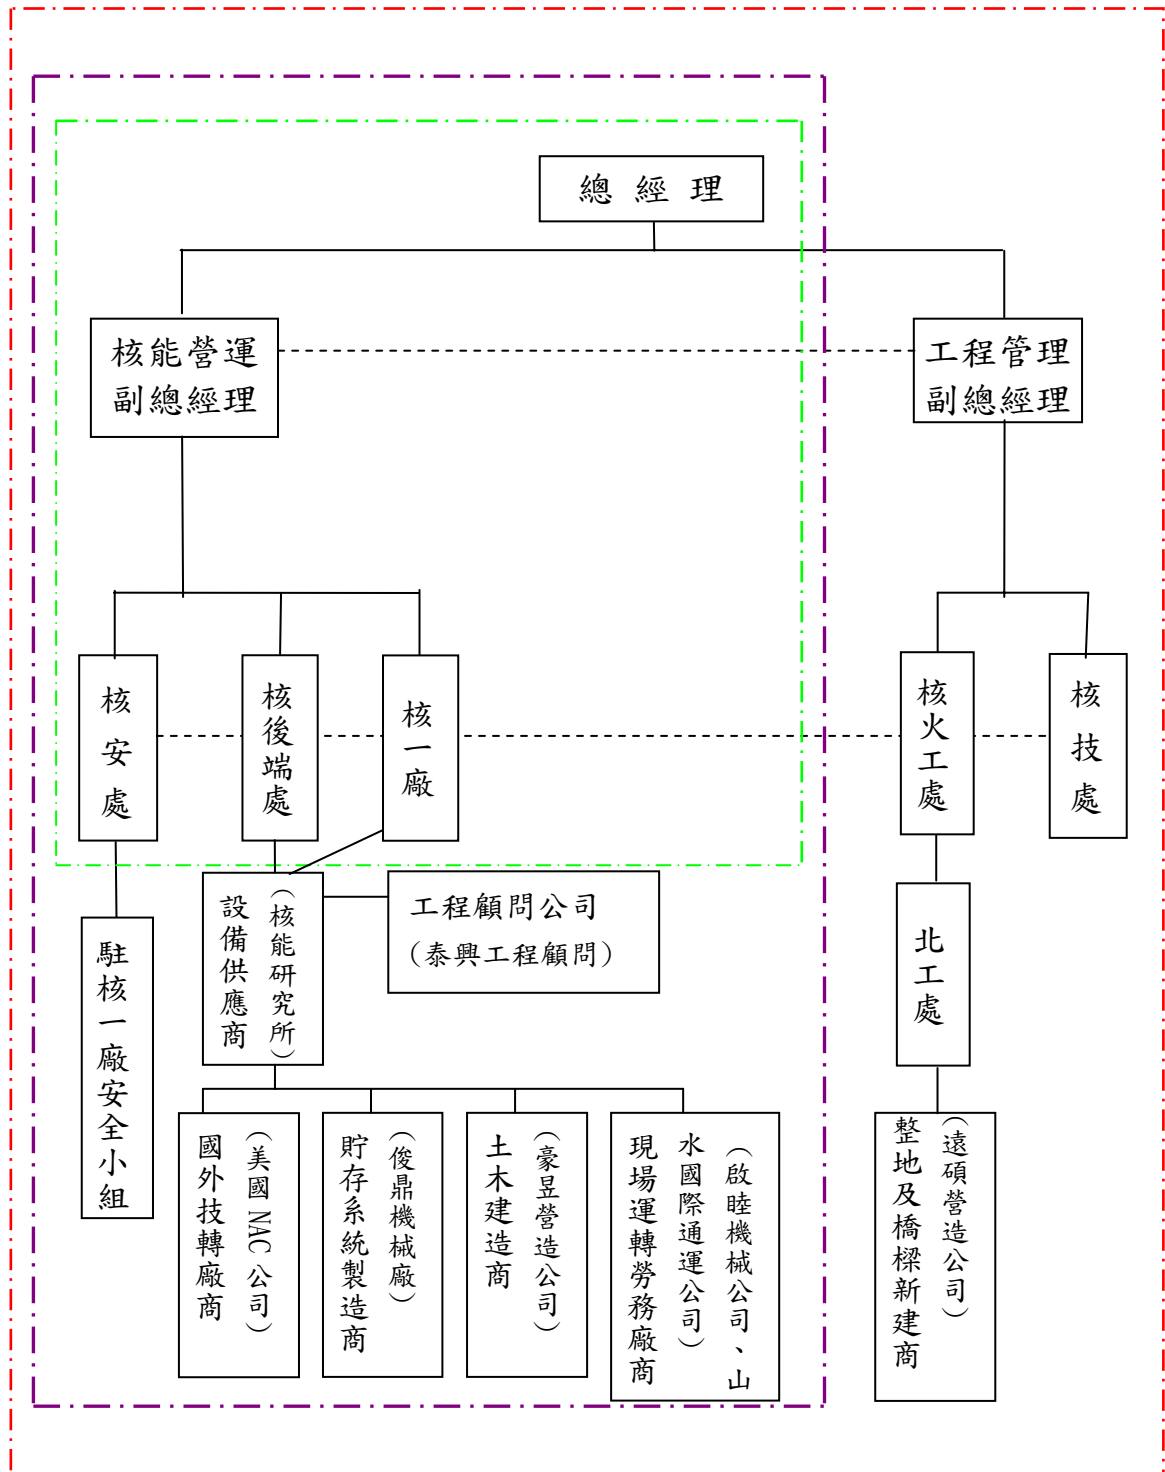 總經理
核能營運
副總經理
工程管理
副總經理
核安處
核後端處
核一廠
核火工處
核技處
設備供應商
（核能研究所）
工程顧問公司
(泰興工程顧問)
駐核一廠安全小組
北工處
國外技轉廠商
（美國 NAC 公司）
貯存系統製造商
（俊鼎機械廠）
土木建造商
（豪昱營造公司）
現場運轉勞務廠商
（啟睦機械公司、山
水國際通運公司）
整地及橋樑新建商
（遠碩營造公司）